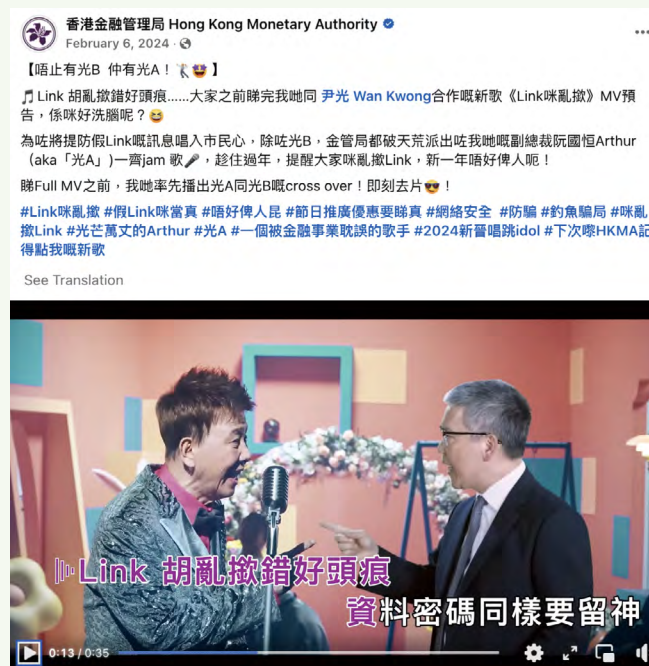 香港金融管理局 Hong Kong Monetary Authority
February 6, 2024
【唔止有光B 仲有光A！🕺🤩】
🎵Link 胡亂撳錯好頭痕……大家之前睇完我哋同 尹光 Wan Kwong合作嘅新歌《Link咪亂撳》MV預
告，係咪好洗腦呢？😆
為咗將提防假Link嘅訊息唱入市民心，除咗光B，金管局都破天荒派出咗我哋嘅副總裁阮國恒Arthur
（aka「光A」)一齊jam 歌🎤，趁住過年，提醒大家咪亂撳Link，新一年唔好俾人呃！
睇Full MV之前，我哋率先播出光A同光B嘅cross over！即刻去片😎！
#Link咪亂撳 #假Link咪當真 #唔好俾人昆 #節日推廣優惠要睇真 #網絡安全 #防騙 #釣魚騙局 #咪亂
撳Link #光芒萬丈的Arthur #光A #一個被金融事業耽誤的歌手 #2024新晉唱跳idol #下次嚟HKMA記
得點我嘅新歌
See Translation
Link 胡亂撳錯好頭痕
資料密碼同樣要留神
0:13 / 0:35